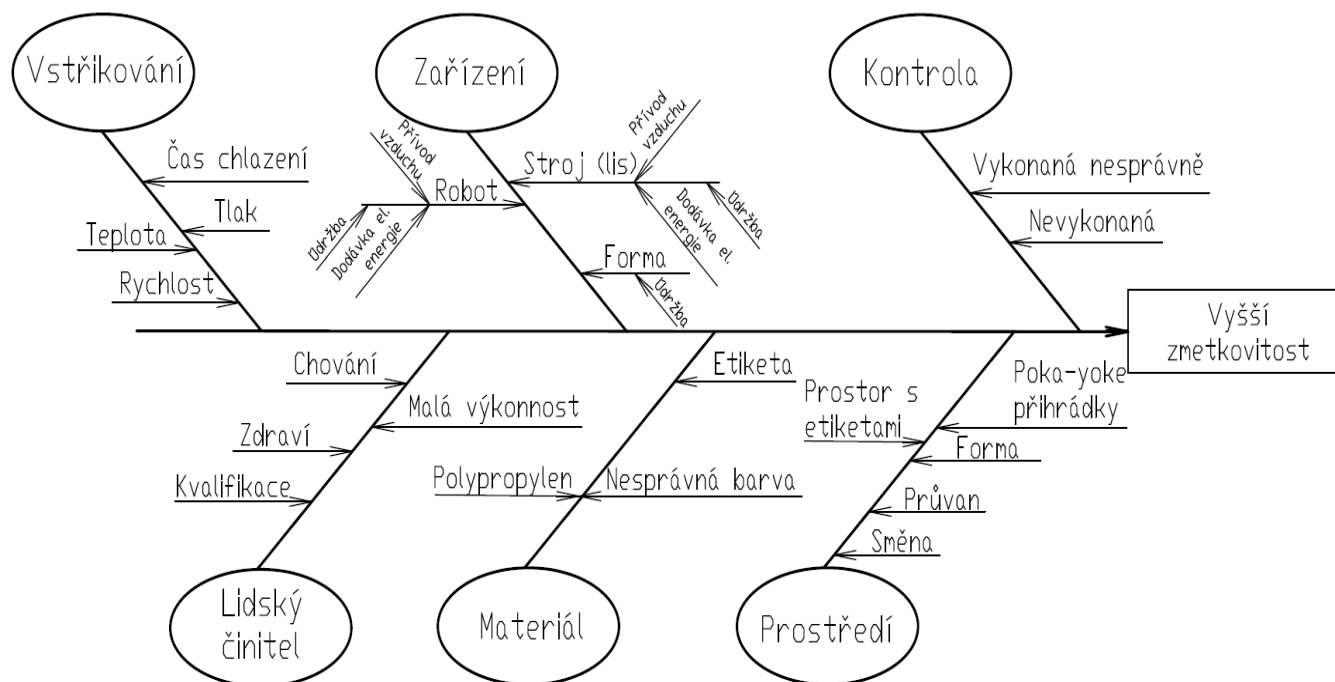 Vstřikování
Zařízení
Kontrola
Čas chlazení
Tlak
Teplota
Rychlost
Přívod
vzduchu
Robot
Údržba
Dodávka el.
energie
Stroj (lis)
Přívod
vzduchu
Dodávka el.
energie
Údržba
Forma
Údržba
Vykonaná nesprávně
Nevykonaná
Vyšší
zmetkovitost
Chování
Malá výkonnost
Zdraví
Kvalifikace
Etiketa
Polypropylen
Nesprávná barva
Poka-yoke
přihrádky
Prostor s
etiketami
Forma
Průvan
Směna
Lidský
činitel
Materiál
Prostředí